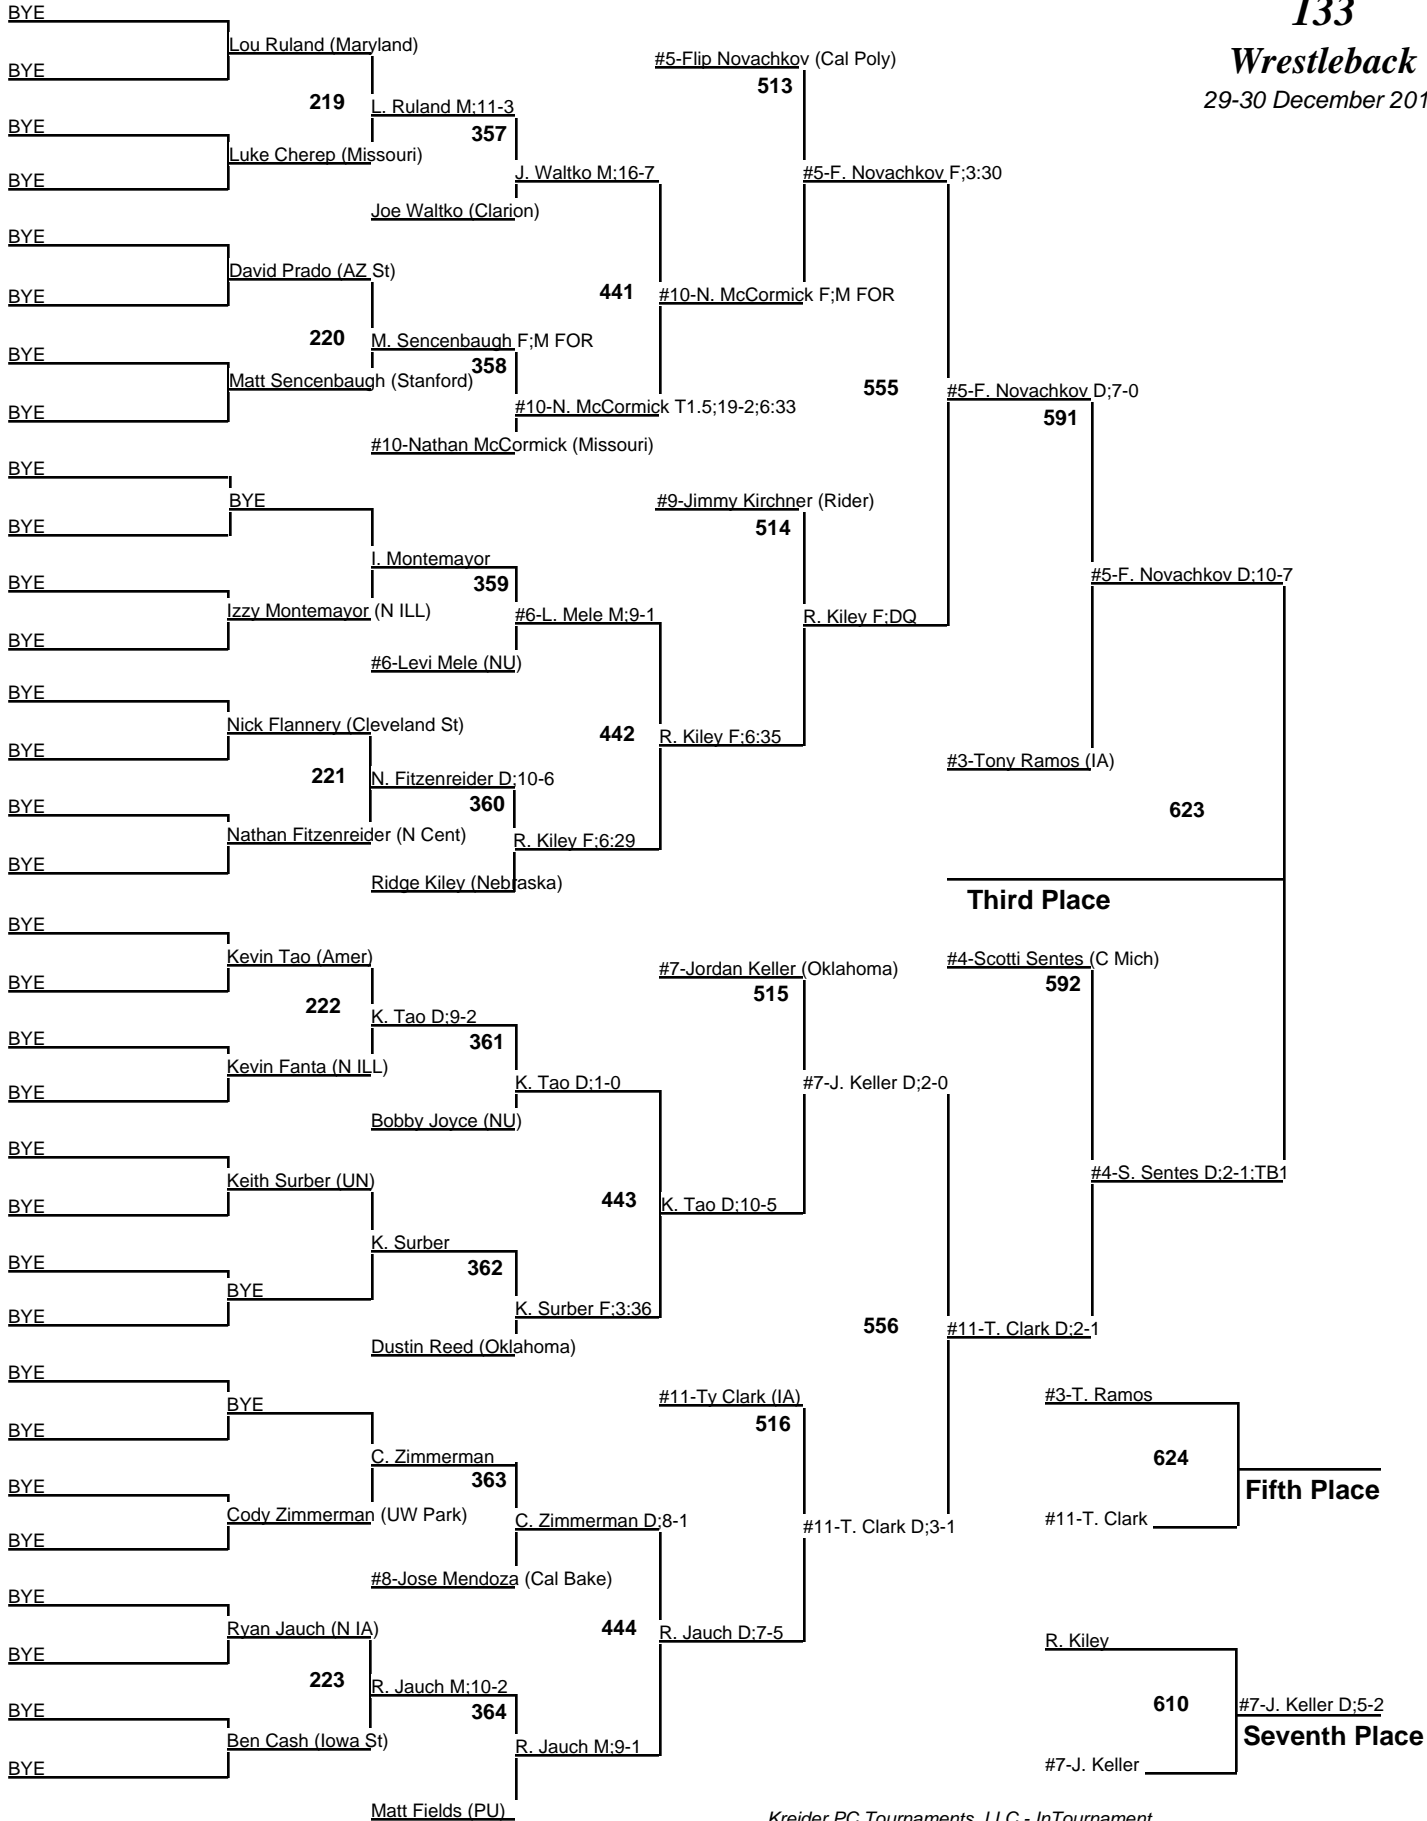 133
Wrestleback
29-30 December 201
BYE
Lou Ruland (Maryland)
#5-Flip Novachkov (Cal Poly)
BYE
513
219
L. Ruland M;11-3
BYE
357
Luke Cherep (Missouri)
BYE
J. Waltko M;16-7
#5-F. Novachkov F;3:30
Joe Waltko (Clarion)
BYE
David Prado (AZ St)
BYE
441
#10-N. McCormick F;M FOR
220
M. Sencenbaugh F;M FOR
BYE
358
Matt Sencenbaugh (Stanford)
555
#5-F. Novachkov D;7-0
BYE
#10-N. McCormick T1.5;19-2;6:33
591
#10-Nathan McCormick (Missouri)
BYE
BYE
#9-Jimmy Kirchner (Rider)
BYE
514
I. Montemayor
BYE
359
#5-F. Novachkov D;10-7
Izzy Montemayor (N ILL)
#6-L. Mele M;9-1
R. Kiley F;DQ
BYE
#6-Levi Mele (NU)
BYE
Nick Flannery (Cleveland St)
442
R. Kiley F;6:35
BYE
#3-Tony Ramos (IA)
221
N. Fitzenreider D;10-6
BYE
360
623
Nathan Fitzenreider (N Cent)
R. Kiley F;6:29
BYE
Ridge Kiley (Nebraska)
Third Place
BYE
Kevin Tao (Amer)
#7-Jordan Keller (Oklahoma)
#4-Scotti Sentes (C Mich)
BYE
515
592
222
K. Tao D;9-2
BYE
361
Kevin Fanta (N ILL)
K. Tao D;1-0
#7-J. Keller D;2-0
BYE
Bobby Joyce (NU)
BYE
Keith Surber (UN)
#4-S. Sentes D;2-1;TB1
BYE
443
K. Tao D;10-5
K. Surber
BYE
362
BYE
K. Surber F;3:36
BYE
556
#11-T. Clark D;2-1
Dustin Reed (Oklahoma)
BYE
BYE
#11-Ty Clark (IA)
#3-T. Ramos
BYE
516
C. Zimmerman
624
BYE
363
Fifth Place
Cody Zimmerman (UW Park)
C. Zimmerman D;8-1
#11-T. Clark D;3-1
#11-T. Clark
BYE
#8-Jose Mendoza (Cal Bake)
BYE
Ryan Jauch (N IA)
444
R. Jauch D;7-5
R. Kiley
BYE
223
R. Jauch M;10-2
BYE
364
610
#7-J. Keller D;5-2
Ben Cash (Iowa St)
R. Jauch M;9-1
Seventh Place
BYE
#7-J. Keller
Matt Fields (PU)
Kreider PC Tournaments, LLC - InTournament